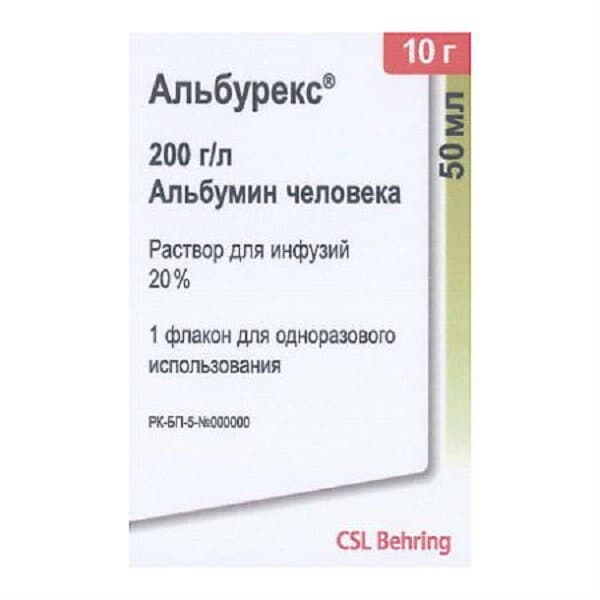 10 г
50 мл
Альбурекс®
200 г/л
Альбумин человека
Раствор для инфузий
20%
1 флакон для одноразового
использования
РК-БП-5-№000000
CSL Behring